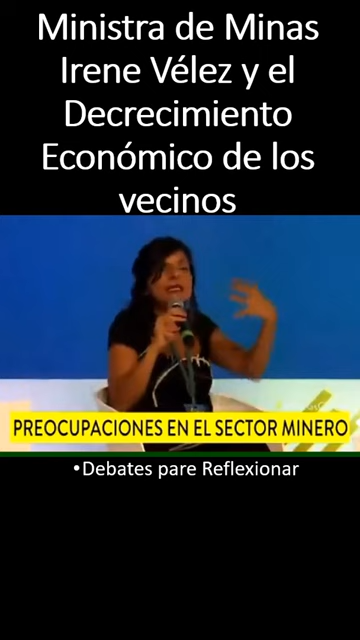 Ministra de Minas
Irene Vélez y el
Decrecimiento
Económico de los
vecinos
PREOCUPACIONES EN EL SECTOR MINERO
•Debates pare Reflexionar